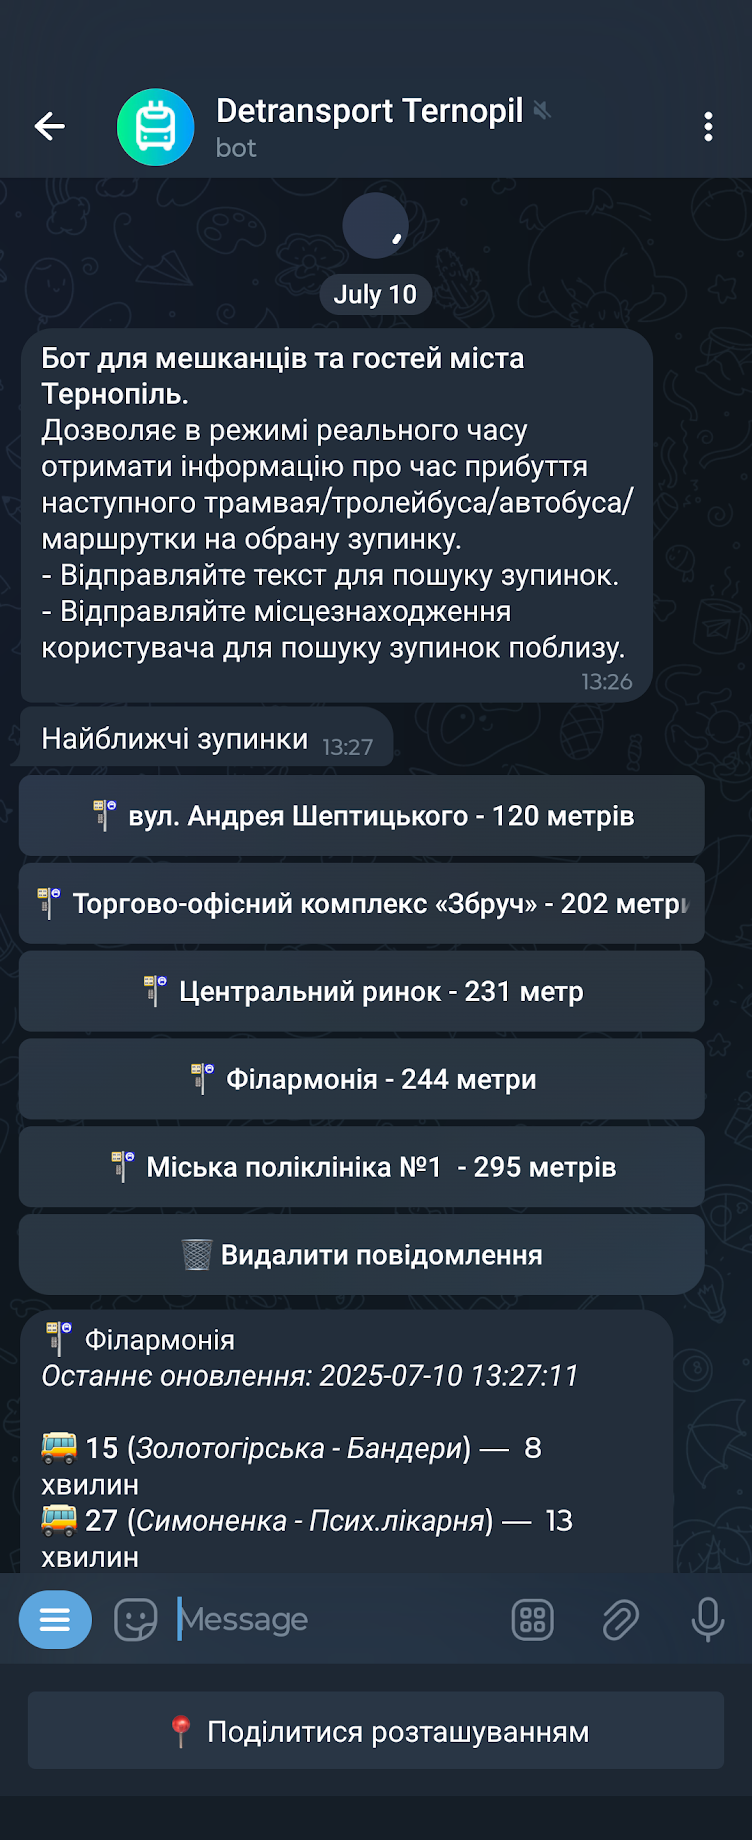 Detransport Ternopil
bot
July 10
Бот для мешканців та гостей міста
Тернопіль.
Дозволяє в режимі реального часу
отримати інформацію про час прибуття
наступного трамвая/тролейбуса/автобуса/
маршрутки на обрану зупинку.
- Відправляйте текст для пошуку зупинок.
- Відправляйте місцезнаходження
користувача для пошуку зупинок поблизу.
13:26
Найближчі зупинки 13:27
вул. Андрея Шептицького - 120 метрів
Торгово-офісний комплекс «Збруч» - 202 метри
Центральний ринок - 231 метр
Філармонія - 244 метри
Міська поліклініка №1 - 295 метрів
Видалити повідомлення
Філармонія
Останнє оновлення: 2025-07-10 13:27:11
15 (Золотогірська - Бандери) — 8
хвилин
27 (Симоненка - Псих.лікарня) — 13
хвилин
Message
Поділитися розташуванням